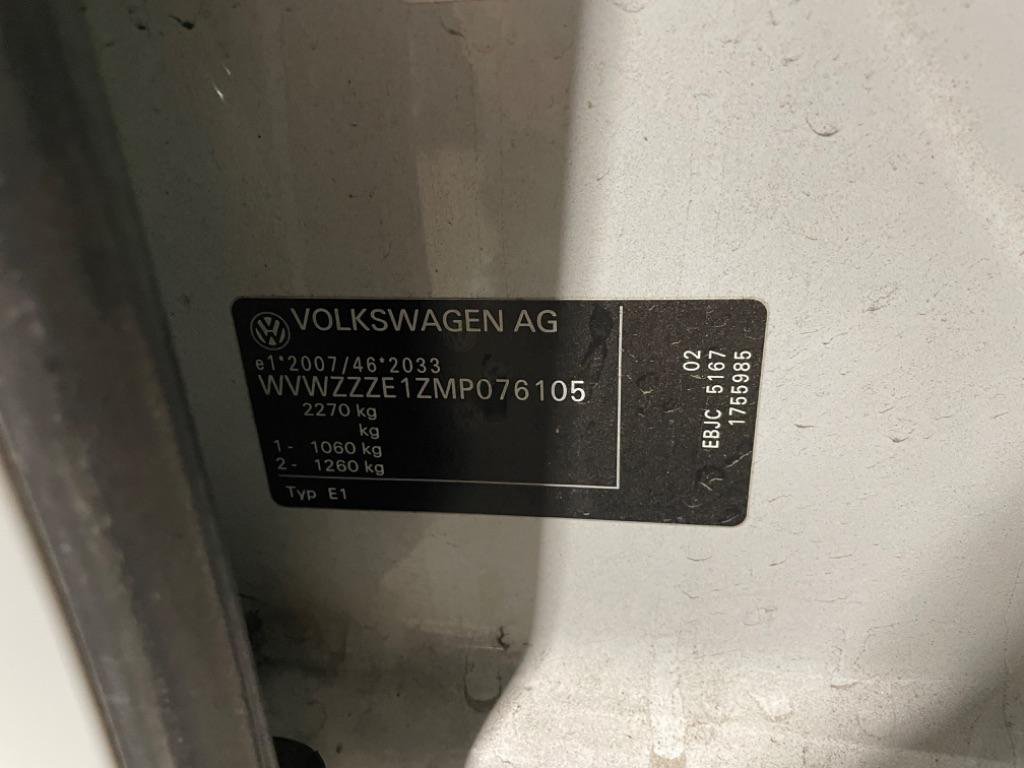 VOLKSWAGEN AG
e1*2007/46*2033
WVWZZZE1ZMP076105
2270 kg
kg
1- 1060 kg
2- 1260 kg
Typ E1
02
EBJC 5167
1755985